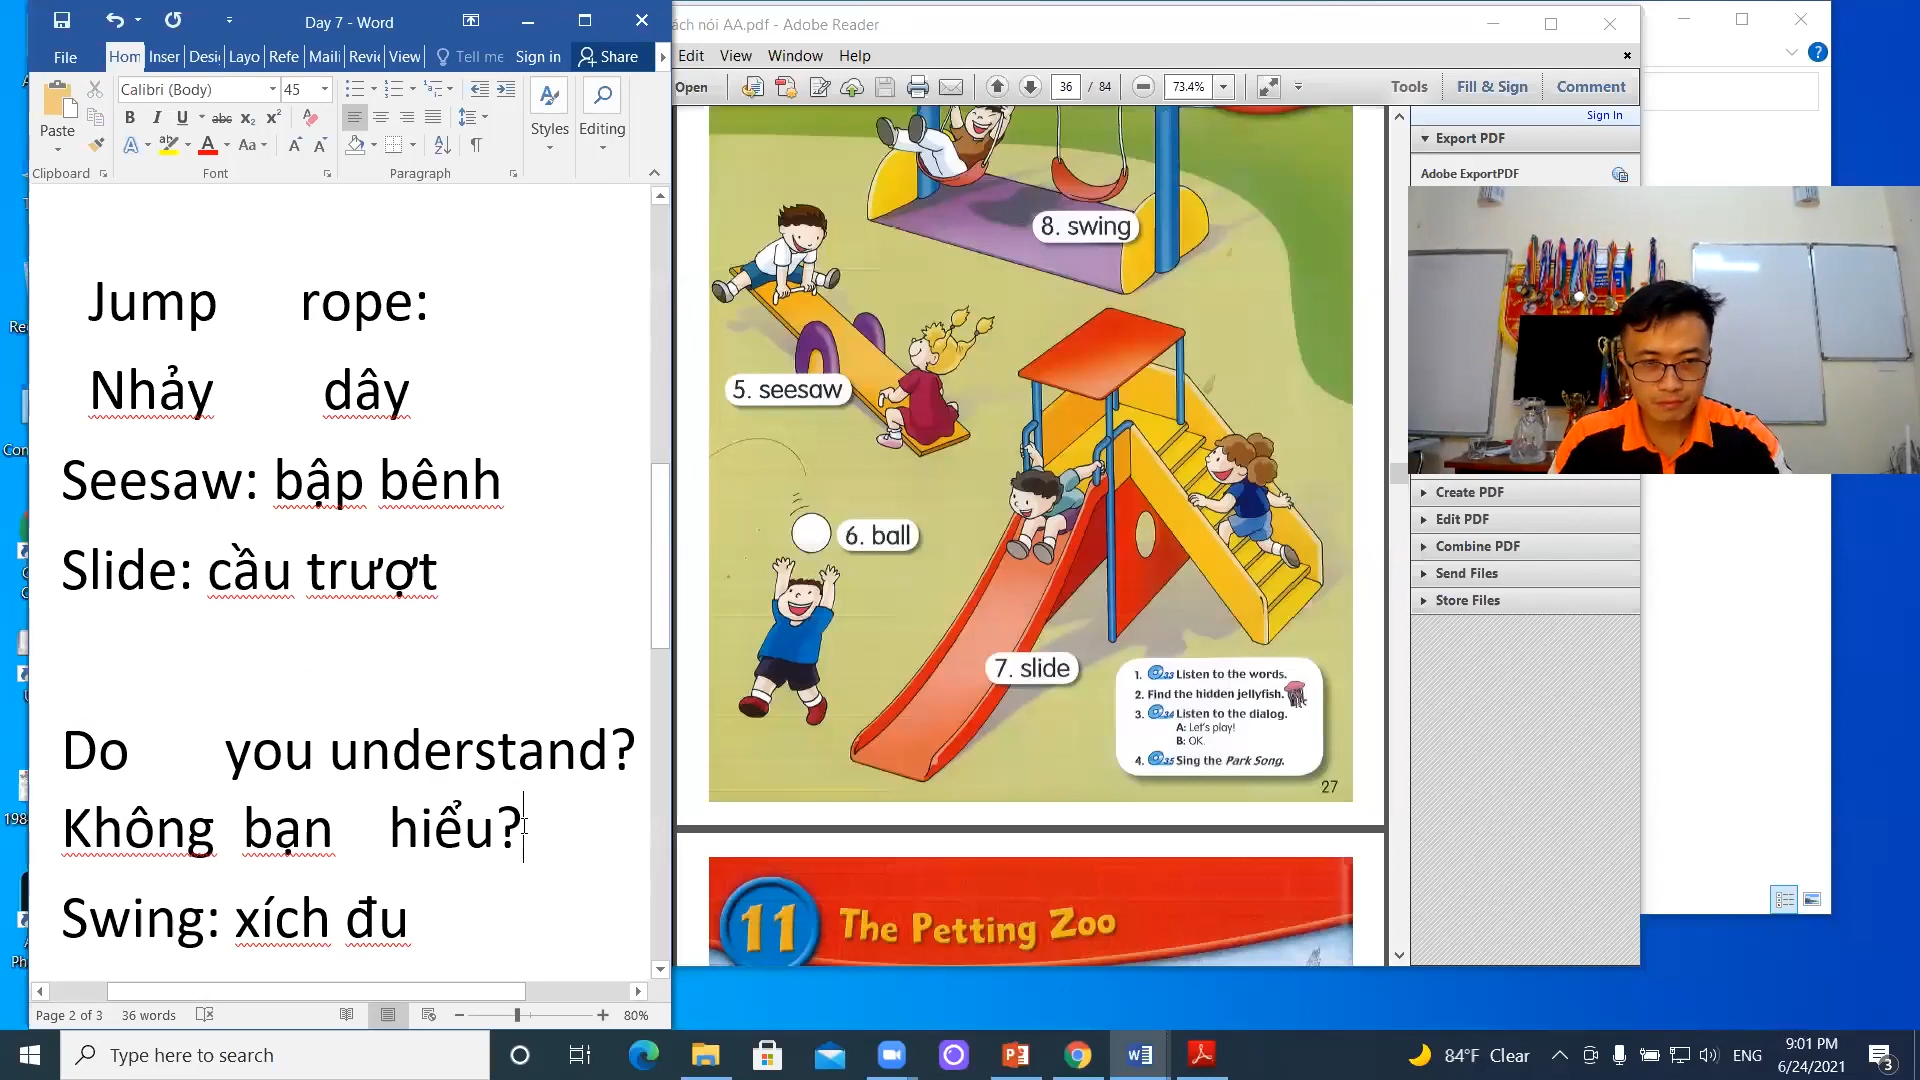 Day 7 - Word
File Hom Inser Desi Layo Refe Maili Revi View Tell me Sign in Share
Calibri (Body) 45
Paste
Styles
Editing
Clipboard Font Paragraph
Jump rope:
Nhảy dây
Seesaw: bập bênh
Slide: cầu trượt
Do you understand?
Không bạn hiểu?
Swing: xích đu
Page 2 of 3 36 words 80%
ách nói AA.pdf - Adobe Reader
Edit View Window Help
Open 36 / 84 73.4% Tools Fill & Sign Comment
Sign In
Export PDF
Adobe ExportPDF
Create PDF
Edit PDF
Combine PDF
Send Files
Store Files
8. swing
5. seesaw
6. ball
7. slide
1. 33 Listen to the words.
2. Find the hidden jellyfish.
3. 34 Listen to the dialog.
A: Let's play!
B: OK.
4. 35 Sing the Park Song.
27
11 The Petting Zoo
Type here to search
84°F Clear
ENG
9:01 PM
6/24/2021
3